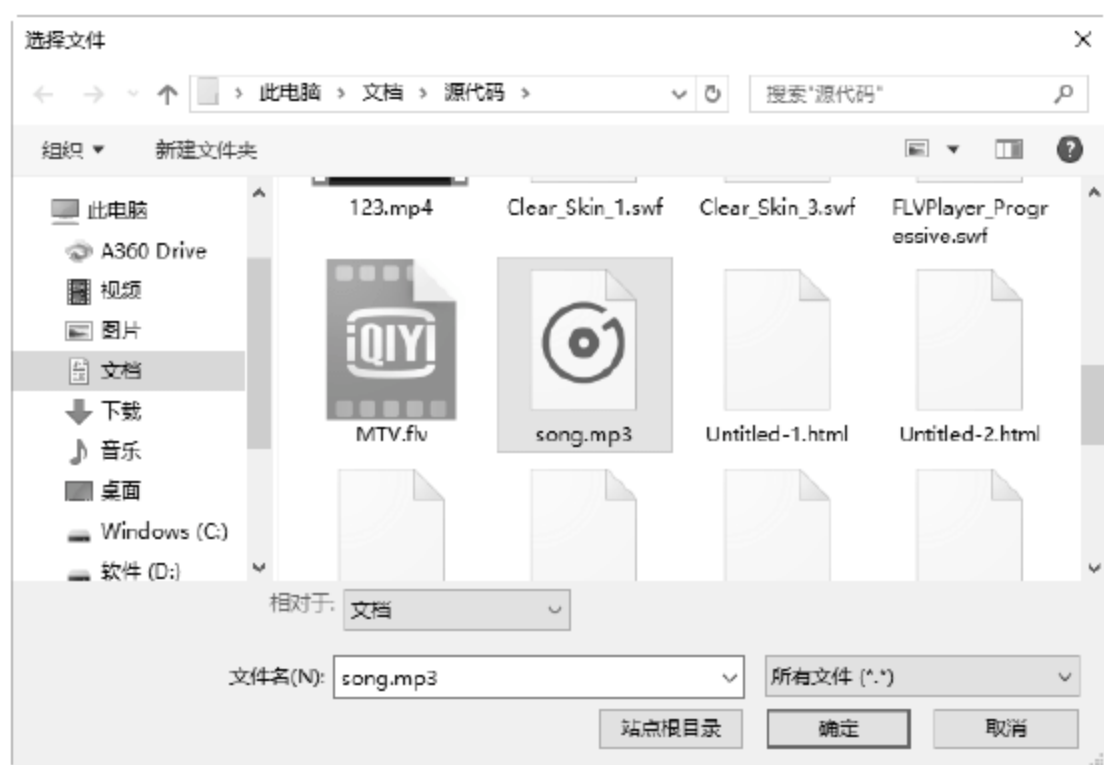 选择文件
此电脑 > 文档 > 源代码 >
搜索"源代码"
组织
新建文件夹
此电脑
A360 Drive
视频
图片
文档
下载
音乐
桌面
Windows (C:)
软件 (D:)
123.mp4
Clear_Skin_1.swf
Clear_Skin_3.swf
FLVPlayer_Progr
essive.swf
iQIYI
MTV.flv
song.mp3
Untitled-1.html
Untitled-2.html
相对于: 文档
文件名(N): song.mp3
所有文件 (*.*)
站点根目录
确定
取消